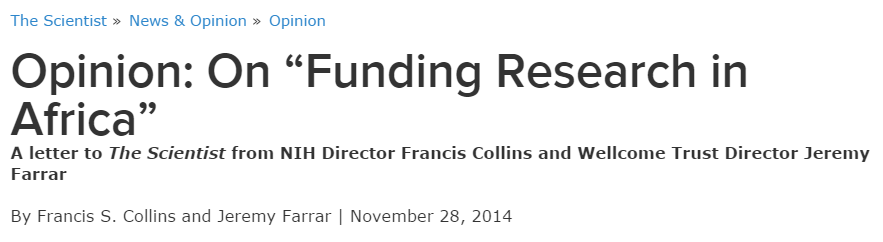 The Scientist » News & Opinion » Opinion
Opinion: On “Funding Research in
Africa”
A letter to The Scientist from NIH Director Francis Collins and Wellcome Trust Director Jeremy
Farrar
By Francis S. Collins and Jeremy Farrar | November 28, 2014